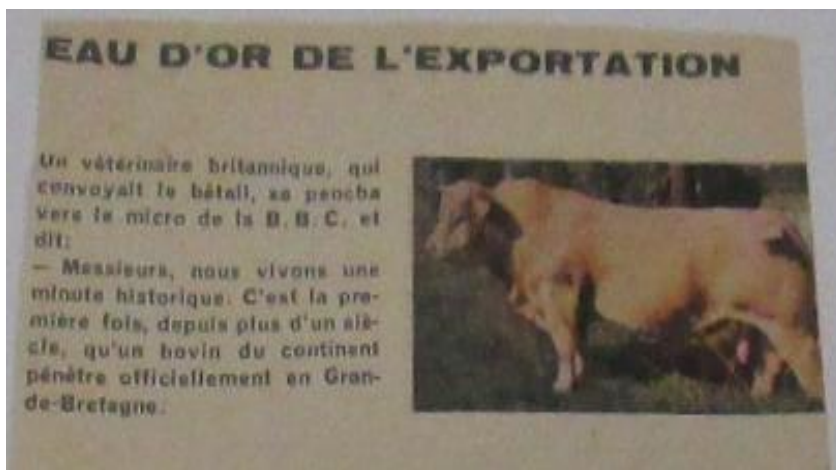 EAU D'OR DE L'EXPORTATION
Un vétérinaire britannique, qui
convoyait le bétail, se pencha
vers le micro de la B.B.C. et
dit:
— Messieurs, nous vivons une
minute historique. C'est la pre-
mière fois, depuis plus d'un siè-
cle, qu'un bovin du continent
pénètre officiellement en Gran-
de-Bretagne.